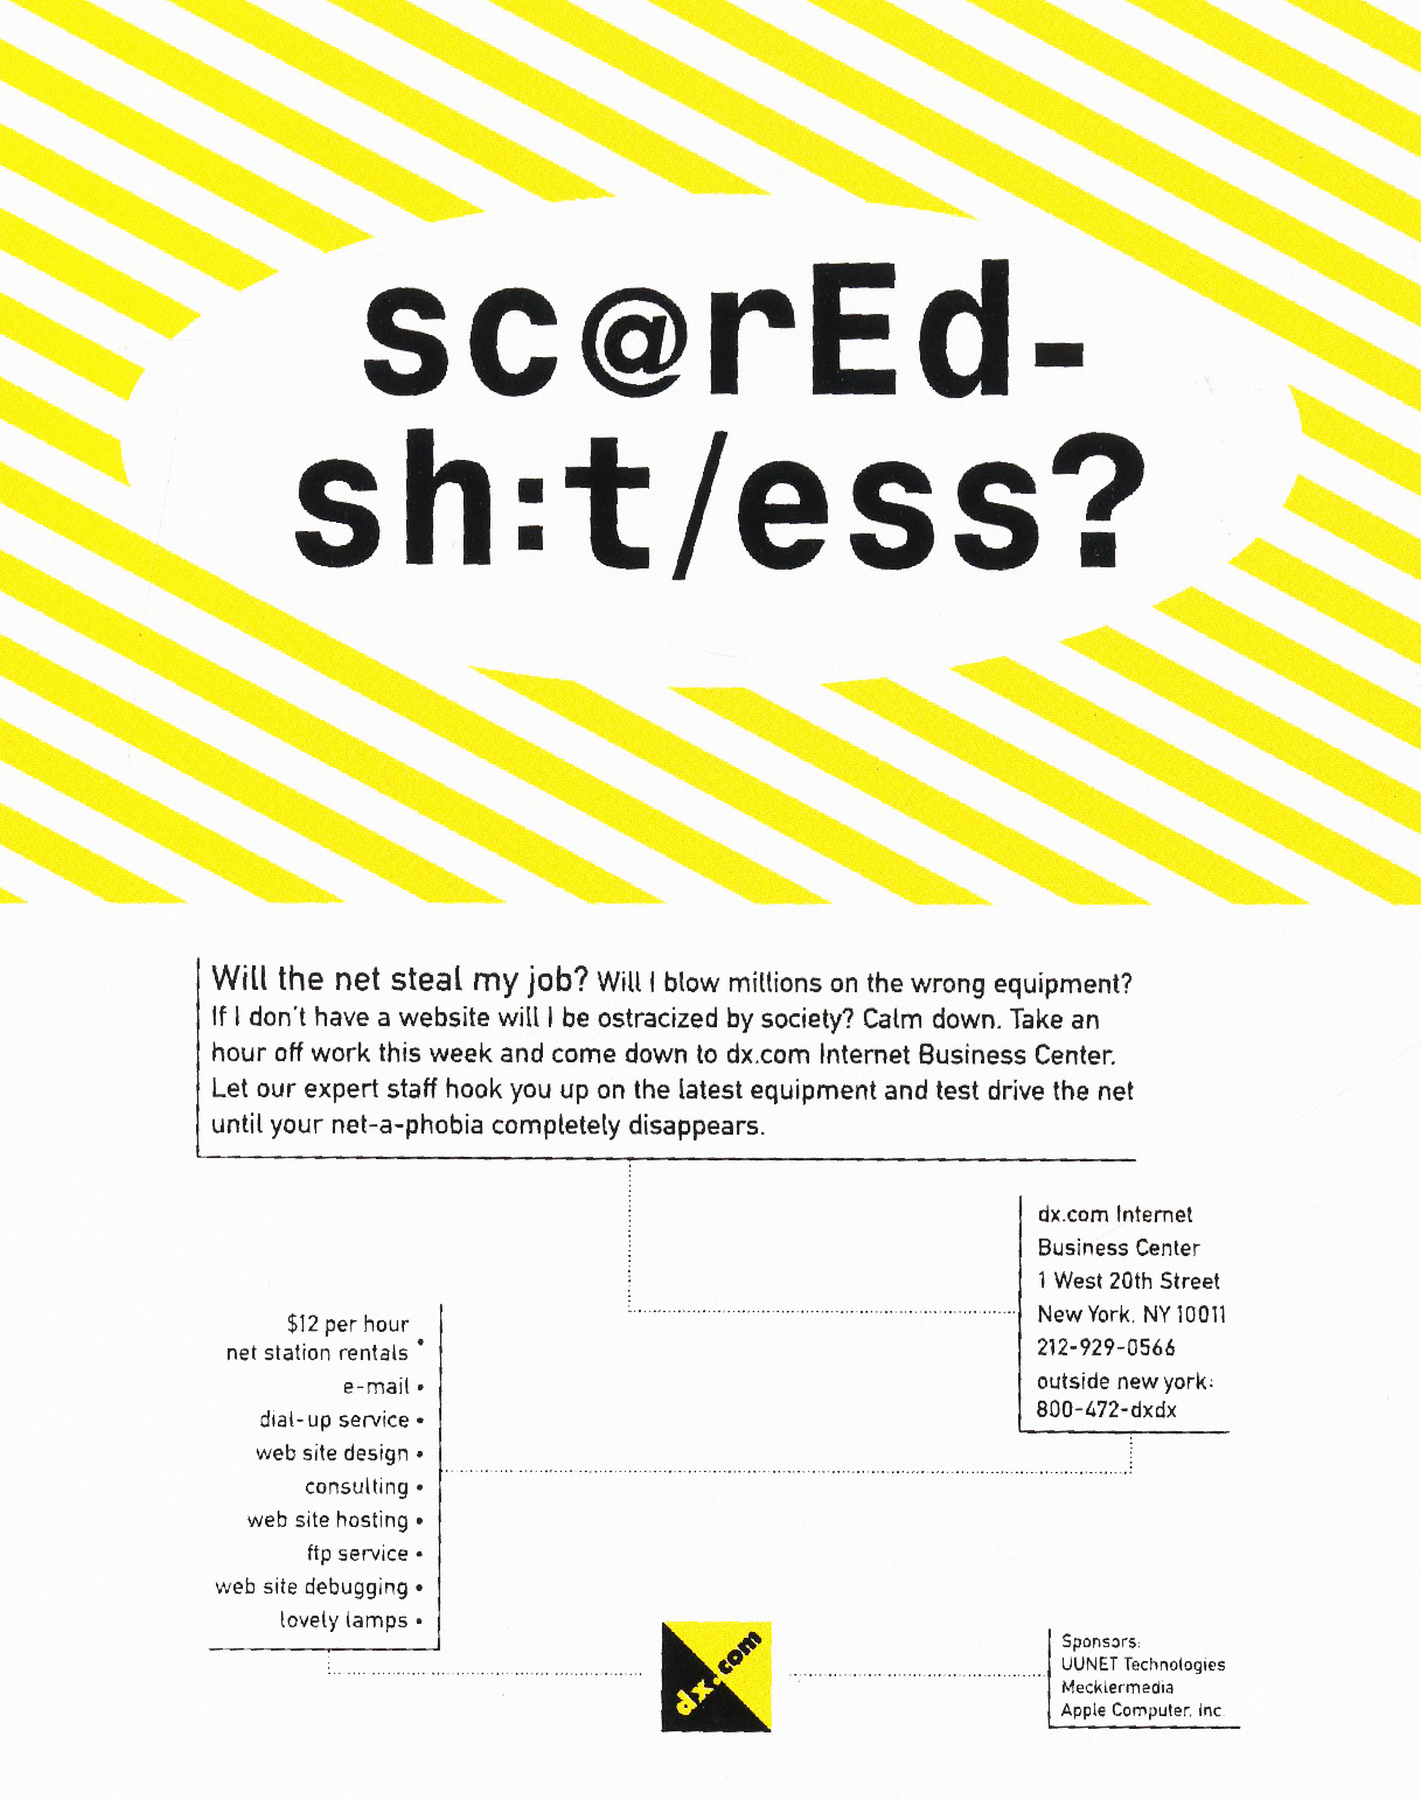 sc@rEd-
sh:t/ess?
Will the net steal my job? Will I blow millions on the wrong equipment?
If I don't have a website will I be ostracized by society? Calm down. Take an
hour off work this week and come down to dx.com Internet Business Center.
Let our expert staff hook you up on the latest equipment and test drive the net
until your net-a-phobia completely disappears.
dx.com Internet
Business Center
1 West 20th Street
New York, NY 10011
212-929-0566
outside new york:
800-472-dxdx
$12 per hour
net station rentals •
e-mail •
dial-up service •
web site design •
consulting •
web site hosting •
ftp service •
web site debugging •
lovely lamps •
dx.com
Sponsors:
UUNET Technologies
Mecklermedia
Apple Computer, Inc